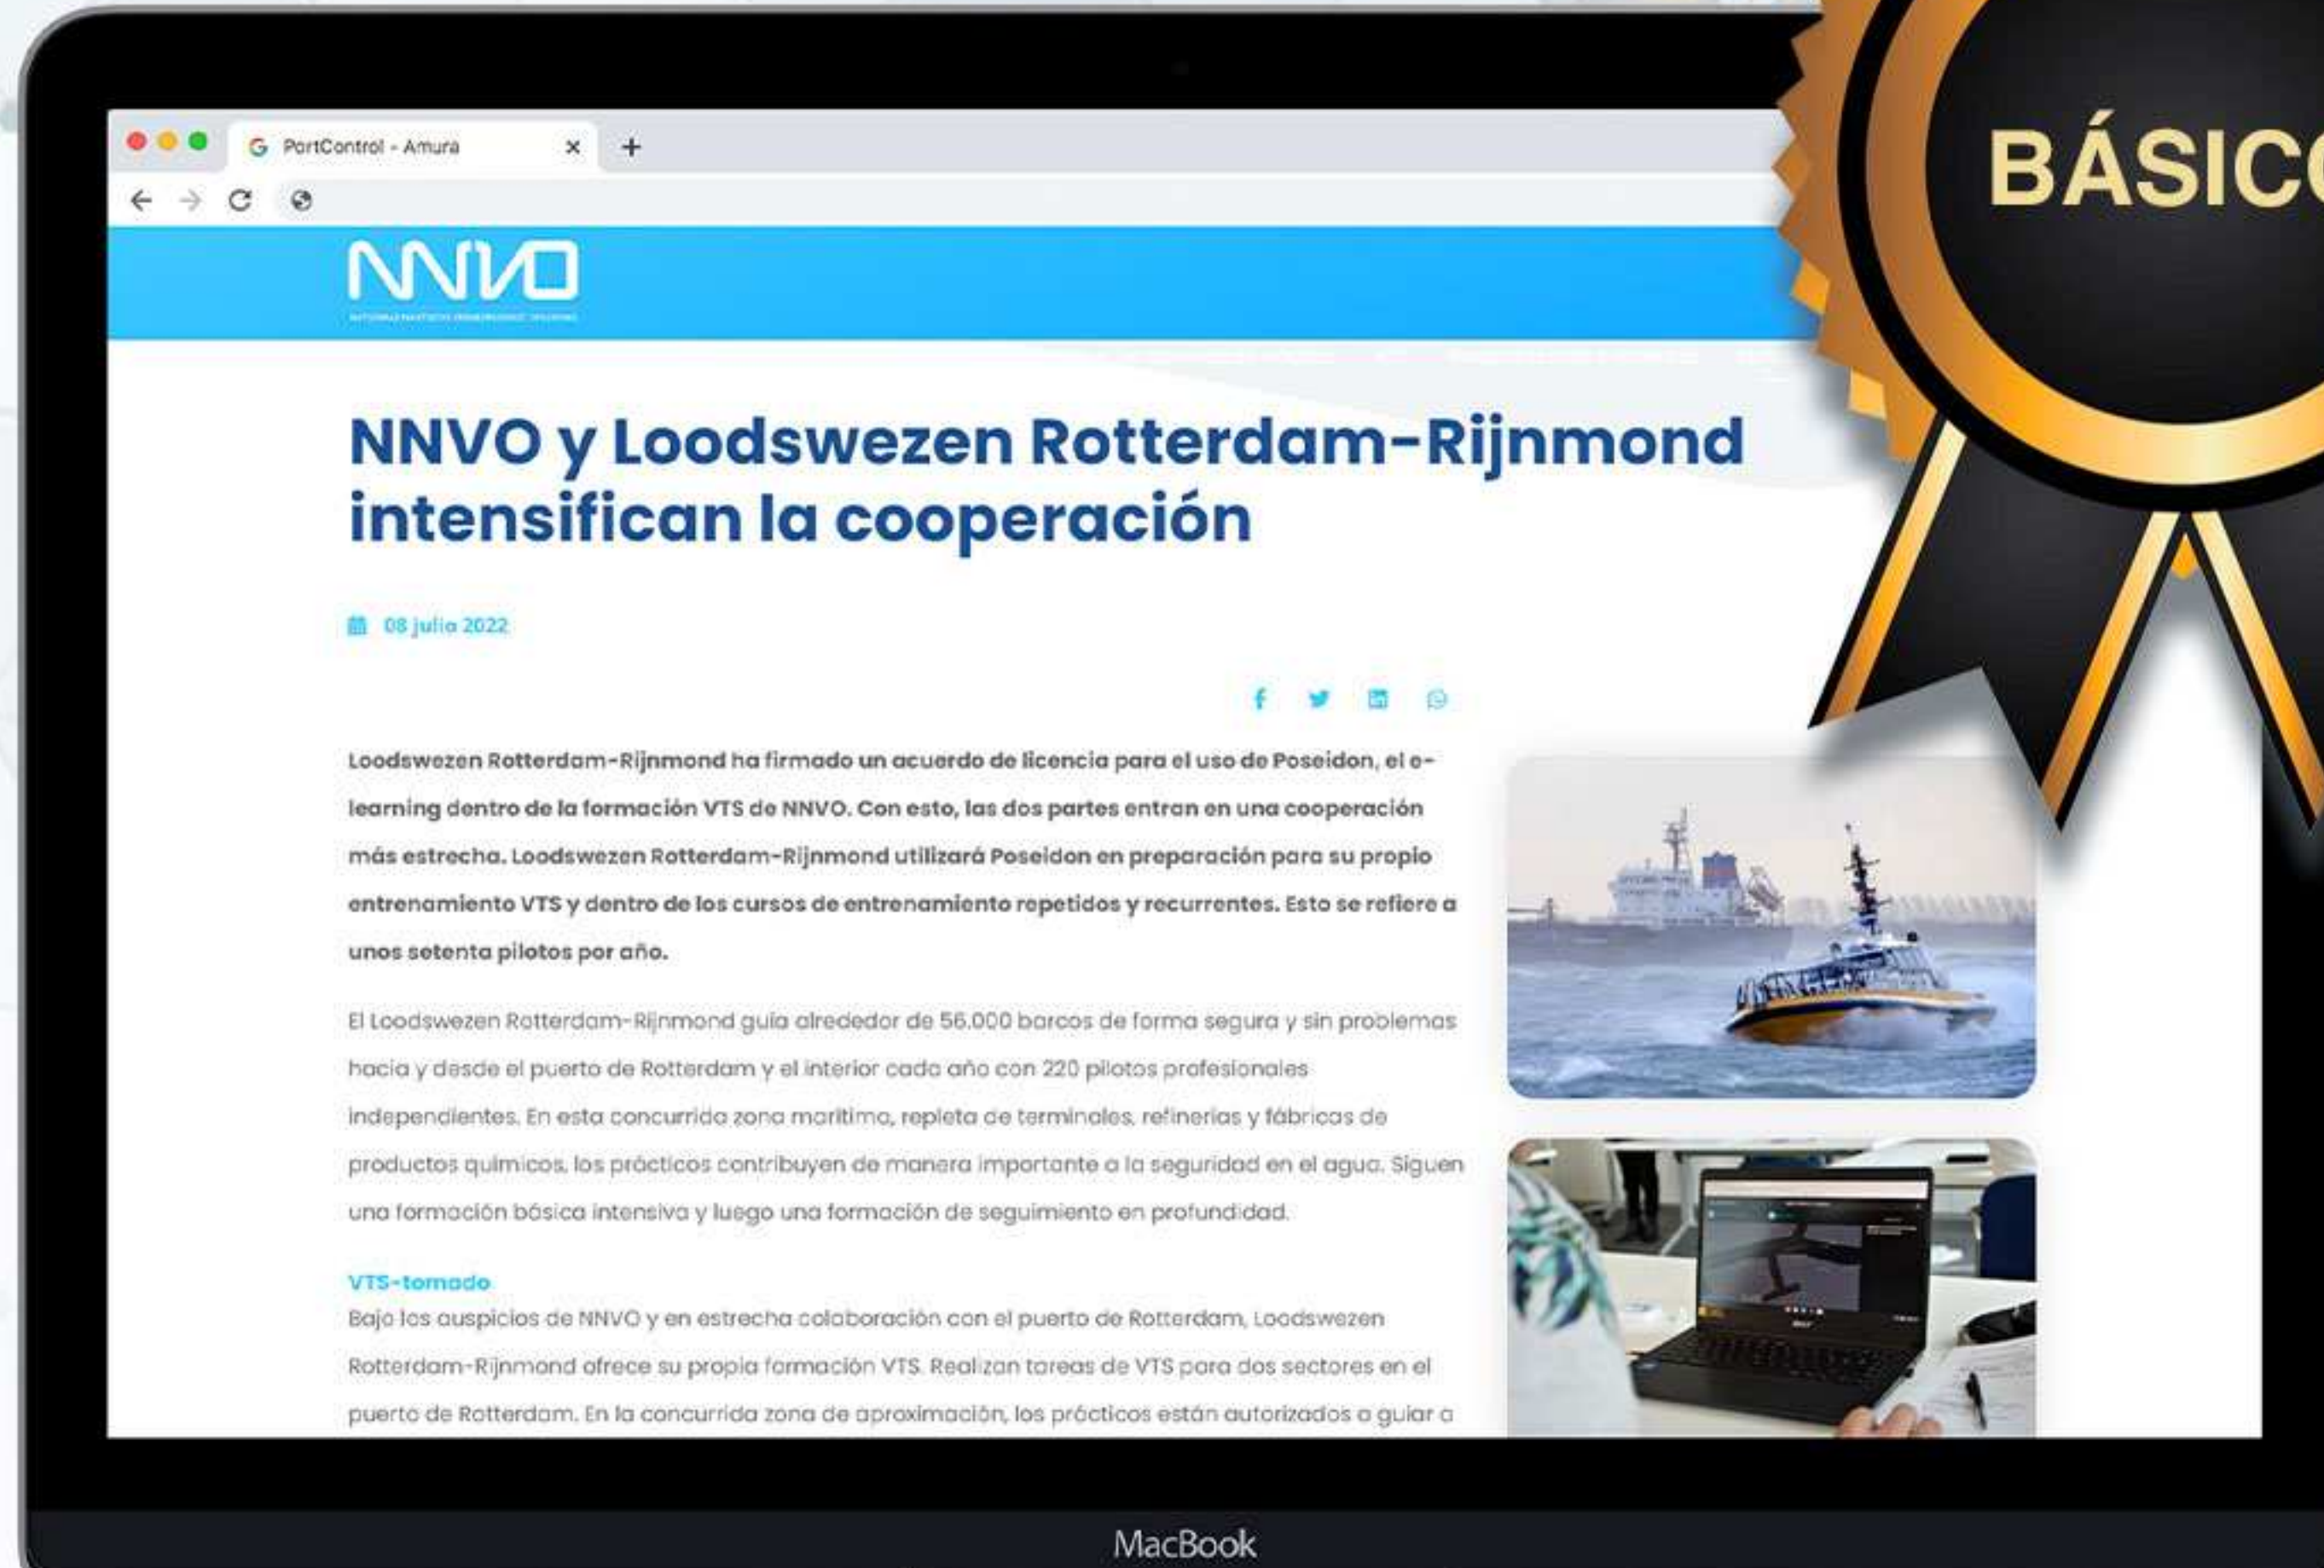 BÁSICO
PortControl - Amura
NNVO
NNVO y Loodswezen Rotterdam-Rijnmond
intensifican la cooperación
08 julio 2022
Loodswezen Rotterdam-Rijnmond ha firmado un acuerdo de licencia para el uso de Poseidon, el e-
learning dentro de la formación VTS de NNVO. Con esto, las dos partes entran en una cooperación
más estrecha. Loodswezen Rotterdam-Rijnmond utilizará Poseidon en preparación para su propio
entrenamiento VTS y dentro de los cursos de entrenamiento repetidos y recurrentes. Esto se refiere a
unos setenta pilotos por año.
El Loodswezen Rotterdam-Rijnmond guía alrededor de 56.000 barcos de forma segura y sin problemas
hacia y desde el puerto de Rotterdam y el interior cada año con 220 pilotos profesionales
independientes. En esta concurrida zona marítima, repleta de terminales, refinerías y fábricas de
productos químicos, los prácticos contribuyen de manera importante a la seguridad en el agua. Siguen
una formación básica intensiva y luego una formación de seguimiento en profundidad.
VTS-tomado
Bajo los auspicios de NNVO y en estrecha colaboración con el puerto de Rotterdam, Loodswezen
Rotterdam-Rijnmond ofrece su propia formación VTS. Realizan tareas de VTS para dos sectores en el
puerto de Rotterdam. En la concurrida zona de aproximación, los prácticos están autorizados a guiar a
MacBook